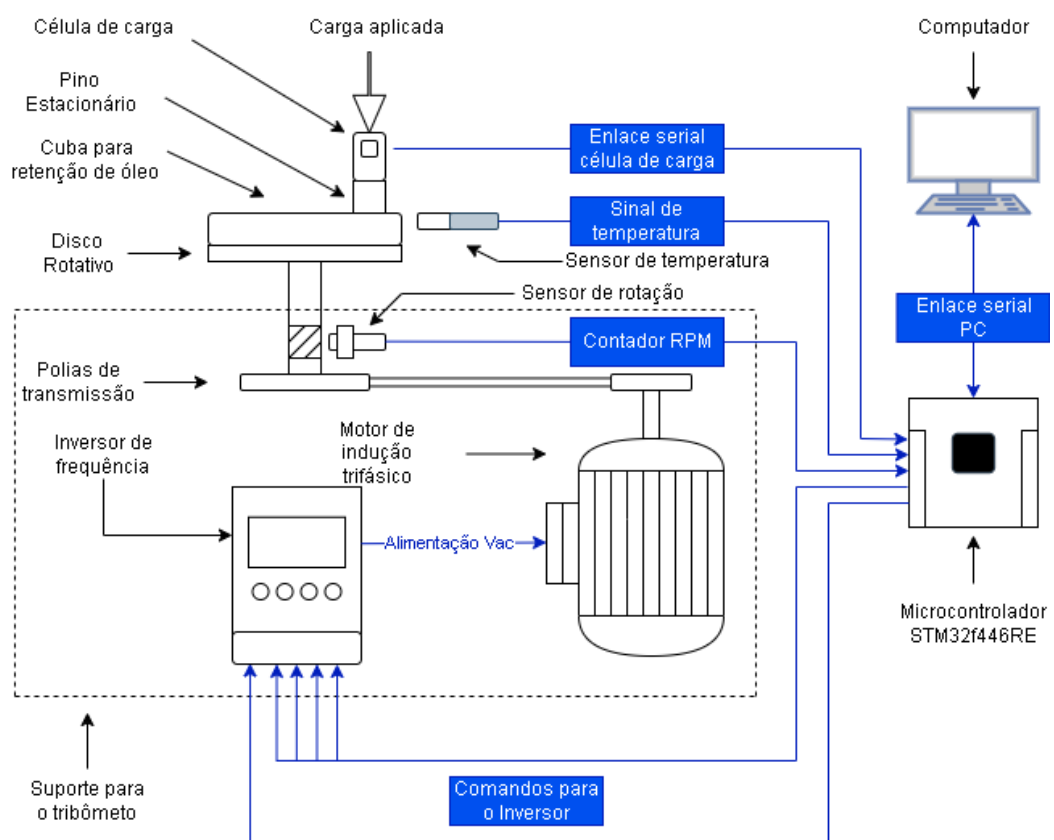 Célula de carga
Carga aplicada
Computador
Pino
Estacionário
Cuba para
retenção de óleo
Enlace serial
célula de carga
Sinal de
temperatura
Disco
Rotativo
Sensor de temperatura
Sensor de rotação
Enlace serial
PC
Contador RPM
Polias de
transmissão
Motor de
indução
trifásico
Inversor de
frequência
Alimentação Vac
Microcontrolador
STM32f446RE
Suporte para
o tribômeto
Comandos para
o Inversor